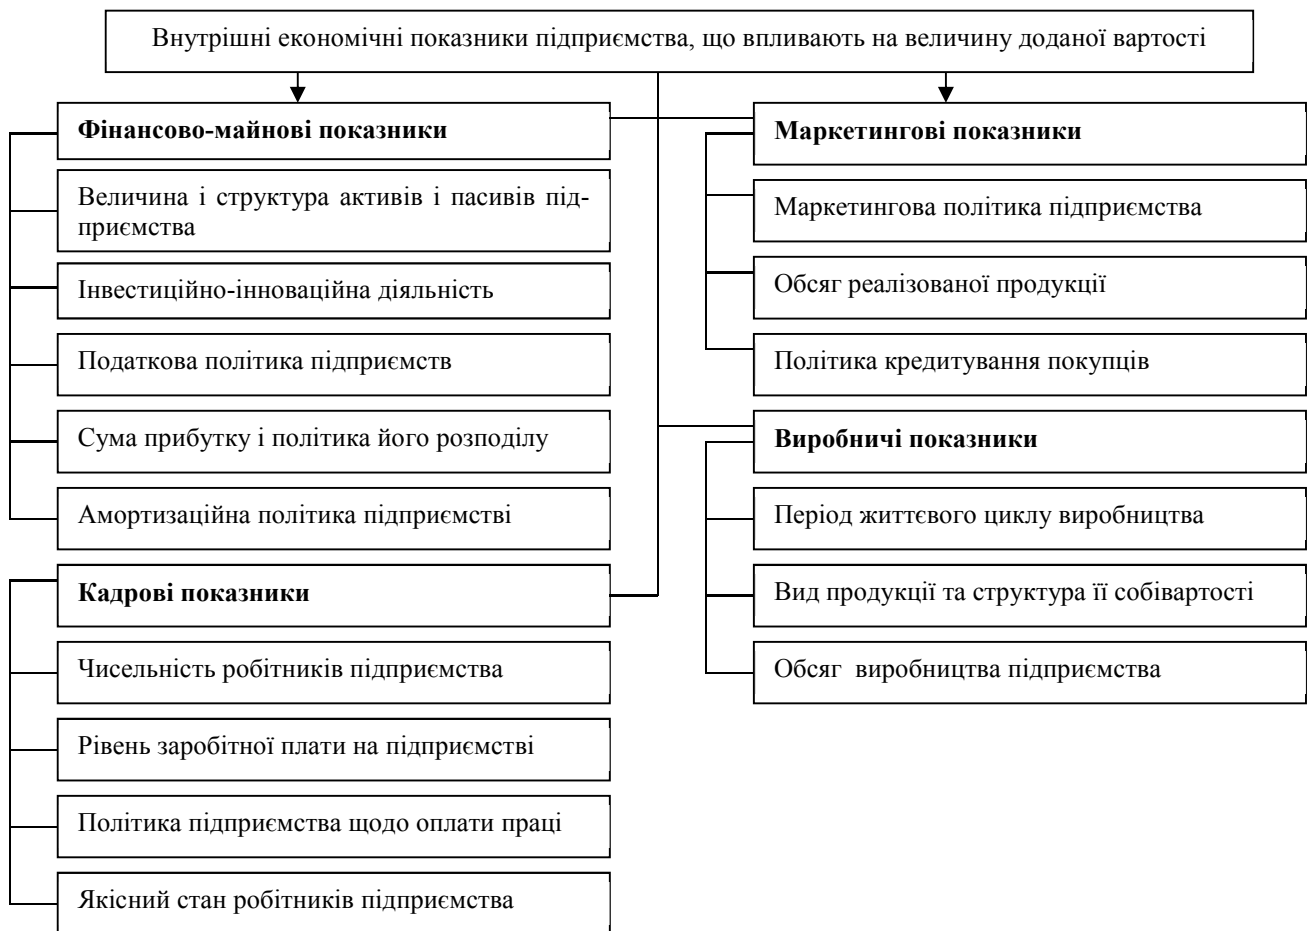 Внутрішні економічні показники підприємства, що впливають на величину доданої вартості
Фінансово-майнові показники
Величина і структура активів і пасивів під-
приємства
Інвестиційно-інноваційна діяльність
Податкова політика підприємств
Сума прибутку і політика його розподілу
Амортизаційна політика підприємстві
Кадрові показники
Чисельність робітників підприємства
Рівень заробітної плати на підприємстві
Політика підприємства щодо оплати праці
Якісний стан робітників підприємства
Маркетингові показники
Маркетингова політика підприємства
Обсяг реалізованої продукції
Політика кредитування покупців
Виробничі показники
Період життєвого циклу виробництва
Вид продукції та структура її собівартості
Обсяг виробництва підприємства